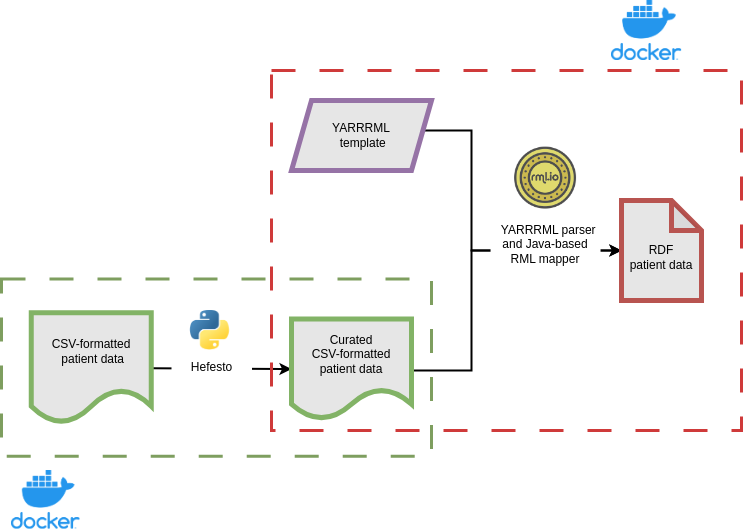 docker
YARRRML
template
rml.io
YARRRML parser
and Java-based
RML mapper
RDF
patient data
CSV-formatted
patient data
Hefesto
Curated
CSV-formatted
patient data
docker